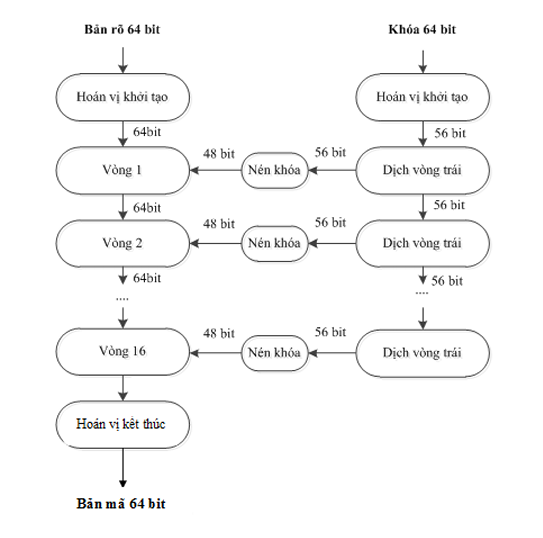 Bản rõ 64 bit
Khóa 64 bit
Hoán vị khởi tạo
Hoán vị khởi tạo
64bit
56 bit
48 bit
56 bit
Vòng 1
Nén khóa
Dịch vòng trái
64bit
56 bit
48 bit
56 bit
Vòng 2
Nén khóa
Dịch vòng trái
64bit
56 bit
....
....
48 bit
56 bit
Vòng 16
Nén khóa
Dịch vòng trái
Hoán vị kết thúc
Bản mã 64 bit